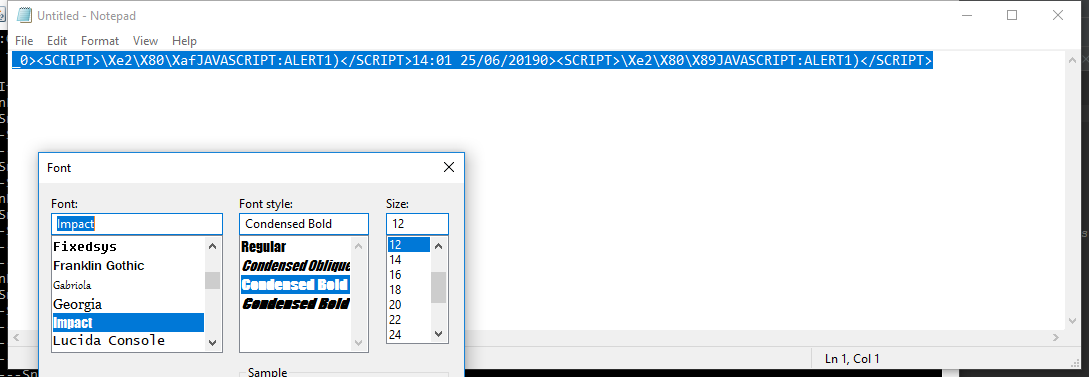 Untitled - Notepad
File Edit Format View Help
_0><SCRIPT>\Xe2\X80\XafJAVASCRIPT:ALERT1)</SCRIPT>14:01 25/06/20190><SCRIPT>\Xe2\X80\X89JAVASCRIPT:ALERT1)</SCRIPT>
Font
Font: Font style: Size:
Impact Condensed Bold 12
Fixedsys Regular 12
Franklin Gothic Condensed Oblique 14
Gabriola Condensed Bold 16
Georgia Condensed Bold 18
Impact 20
Lucida Console 22
24
Ln 1, Col 1
Sample